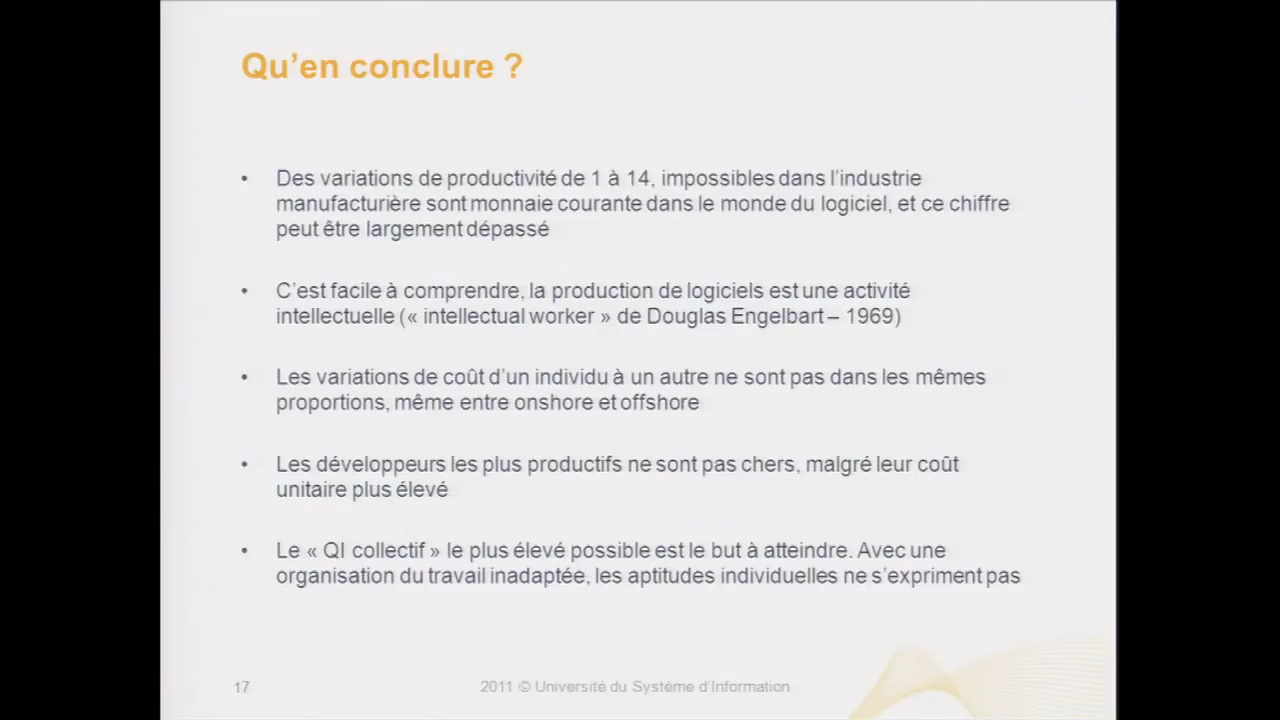 Qu’en conclure ?
• Des variations de productivité de 1 à 14, impossibles dans l’industrie
manufacturière sont monnaie courante dans le monde du logiciel, et ce chiffre
peut être largement dépassé
• C’est facile à comprendre, la production de logiciels est une activité
intellectuelle (« intellectual worker » de Douglas Engelbart – 1969)
• Les variations de coût d’un individu à un autre ne sont pas dans les mêmes
proportions, même entre onshore et offshore
• Les développeurs les plus productifs ne sont pas chers, malgré leur coût
unitaire plus élevé
• Le « QI collectif » le plus élevé possible est le but à atteindre. Avec une
organisation du travail inadaptée, les aptitudes individuelles ne s’expriment pas
17
2011 © Université du Système d’Information